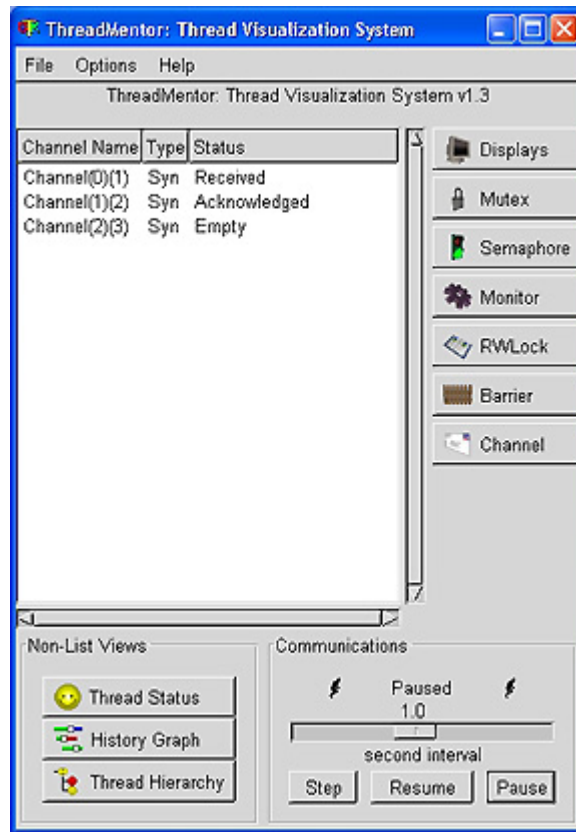 ThreadMentor: Thread Visualization System
File Options Help
ThreadMentor: Thread Visualization System v1.3
Channel Name Type Status
Channel(0)(1) Syn Received
Channel(1)(2) Syn Acknowledged
Channel(2)(3) Syn Empty
Displays
Mutex
Semaphore
Monitor
RWLock
Barrier
Channel
Non-List Views
Thread Status
History Graph
Thread Hierarchy
Communications
Paused
1.0
second interval
Step Resume Pause